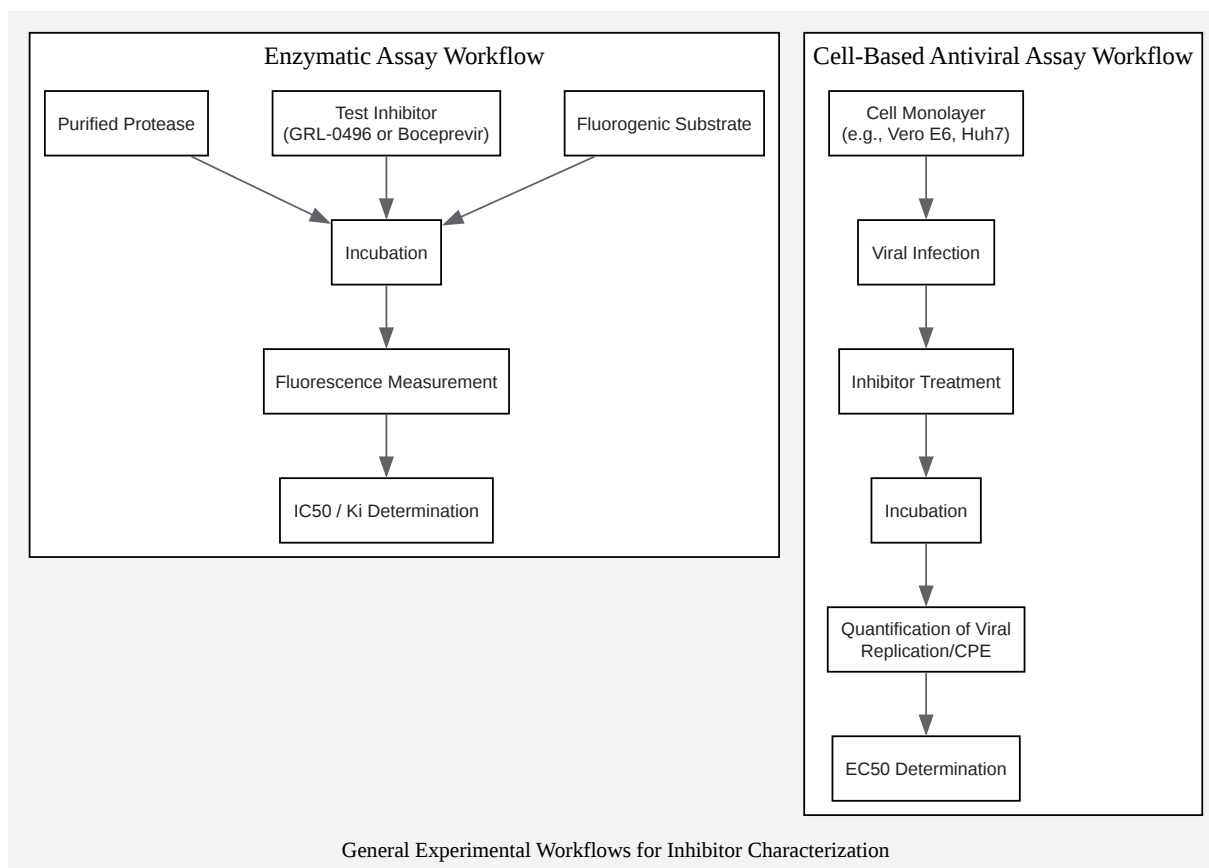 Enzymatic Assay Workflow
Purified Protease
Test Inhibitor
(GRL-0496 or Boceprevir)
Fluorogenic Substrate
Incubation
Fluorescence Measurement
IC50 / Ki Determination
Cell-Based Antiviral Assay Workflow
Cell Monolayer
(e.g., Vero E6, Huh7)
Viral Infection
Inhibitor Treatment
Incubation
Quantification of Viral
Replication/CPE
EC50 Determination
General Experimental Workflows for Inhibitor Characterization